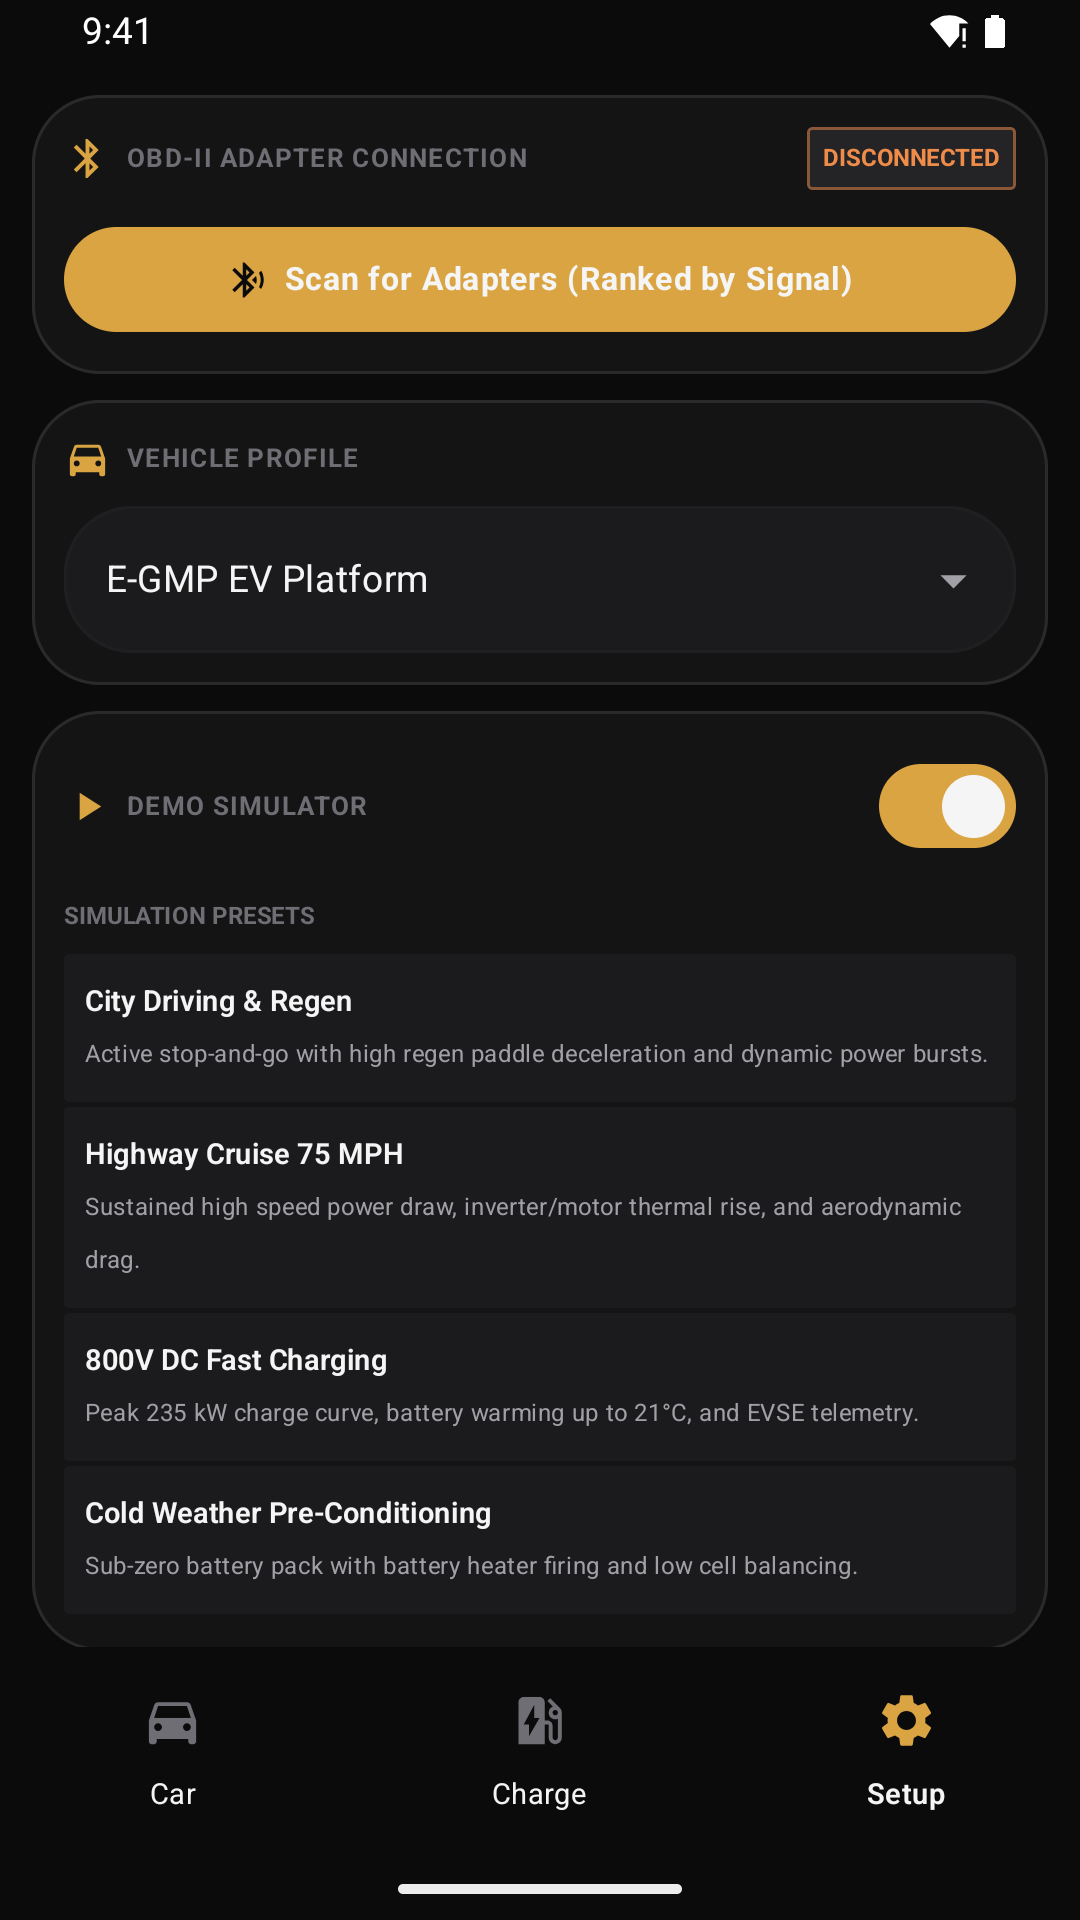 9:41
OBD-II ADAPTER CONNECTION
DISCONNECTED
Scan for Adapters (Ranked by Signal)
VEHICLE PROFILE
E-GMP EV Platform
DEMO SIMULATOR
SIMULATION PRESETS
City Driving & Regen
Active stop-and-go with high regen paddle deceleration and dynamic power bursts.
Highway Cruise 75 MPH
Sustained high speed power draw, inverter/motor thermal rise, and aerodynamic
drag.
800V DC Fast Charging
Peak 235 kW charge curve, battery warming up to 21°C, and EVSE telemetry.
Cold Weather Pre-Conditioning
Sub-zero battery pack with battery heater firing and low cell balancing.
Car
Charge
Setup